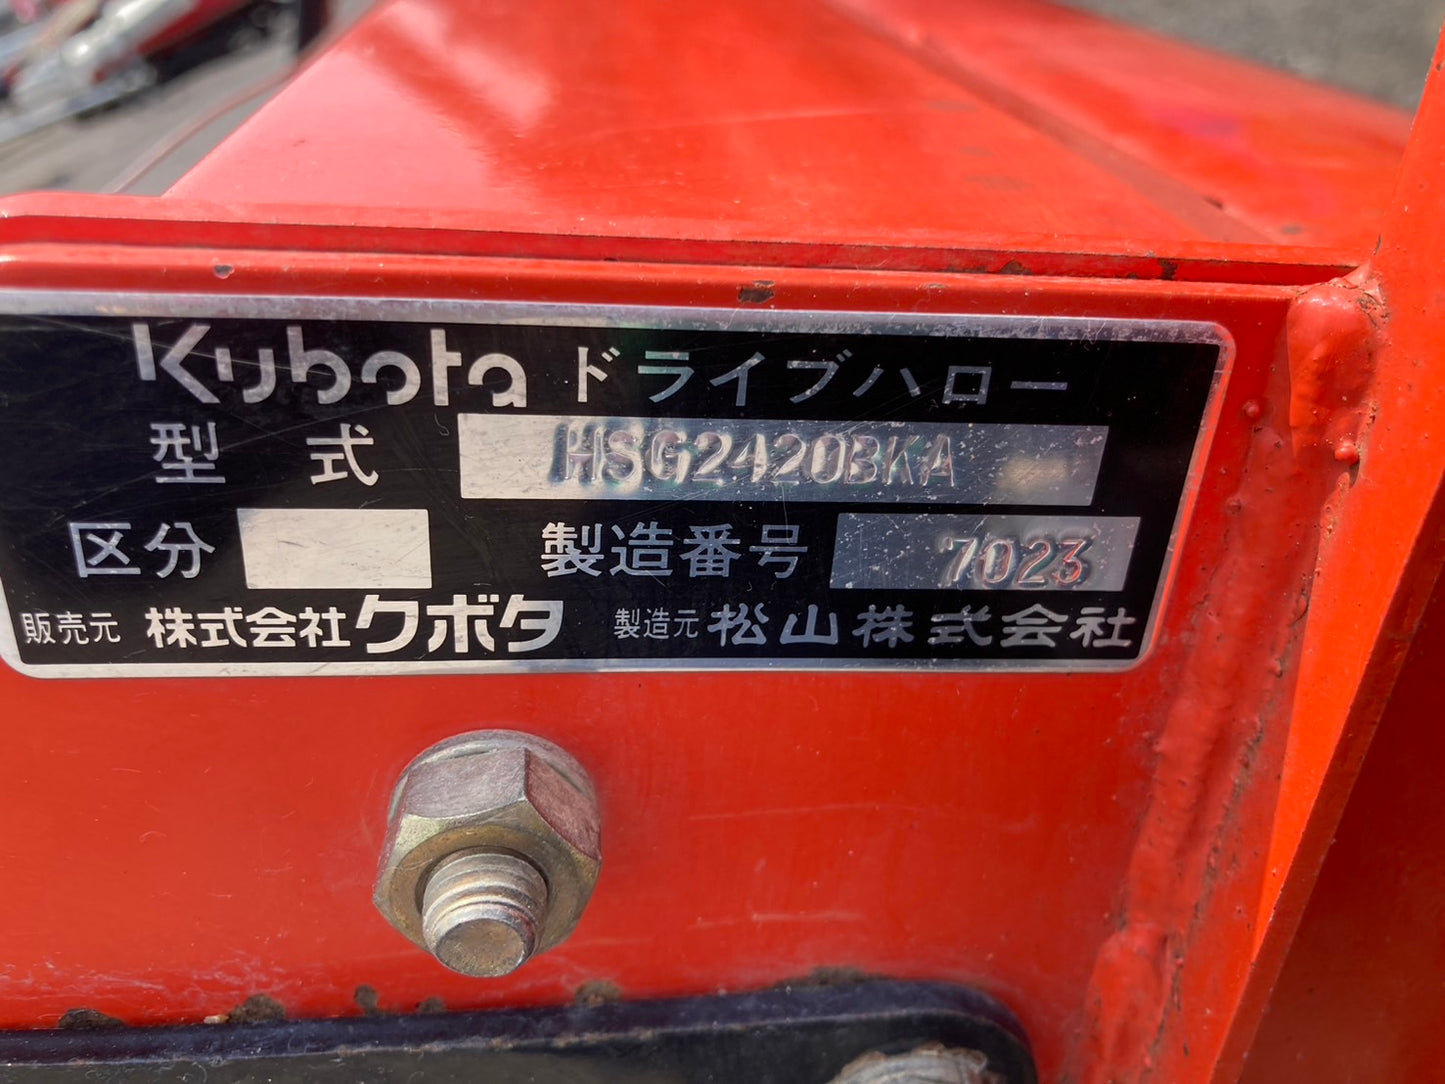 Kubota ドライブハロー
型式 HSG2420BKA
区分 製造番号 7023
販売元 株式会社クボタ 製造元 松山株式会社